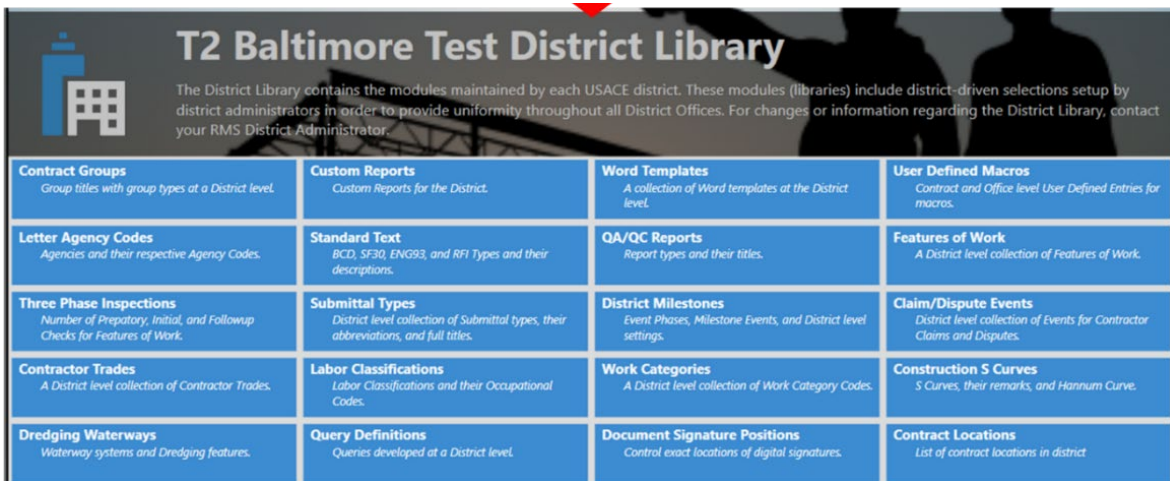 T2 Baltimore Test District Library
The District Library contains the modules maintained by each USACE district. These modules (libraries) include district-driven selections setup by
district administrators in order to provide uniformity throughout all District Offices. For changes or information regarding the District Library, contact
your RMS District Administrator.
Contract Groups
Group titles with group types at a District level.
Custom Reports
Custom Reports for the District.
Word Templates
A collection of Word templates at the District
level.
User Defined Macros
Contract and Office level User Defined Entries for
macros.
Letter Agency Codes
Agencies and their respective Agency Codes.
Standard Text
BCD, SF30, ENG93, and RFI Types and their
descriptions.
QA/QC Reports
Report types and their titles.
Features of Work
A District level collection of Features of Work.
Three Phase Inspections
Number of Prepatory, Initial, and Followup
Checks for Features of Work.
Submittal Types
District level collection of Submittal types, their
abbreviations, and full titles.
District Milestones
Event Phases, Milestone Events, and District level
settings.
Claim/Dispute Events
District level collection of Events for Contractor
Claims and Disputes.
Contractor Trades
A District level collection of Contractor Trades.
Labor Classifications
Labor Classifications and their Occupational
Codes.
Work Categories
A District level collection of Work Category Codes.
Construction S Curves
S Curves, their remarks, and Hannum Curve.
Dredging Waterways
Waterway systems and Dredging features.
Query Definitions
Queries developed at a District level.
Document Signature Positions
Control exact locations of digital signatures.
Contract Locations
List of contract locations in district